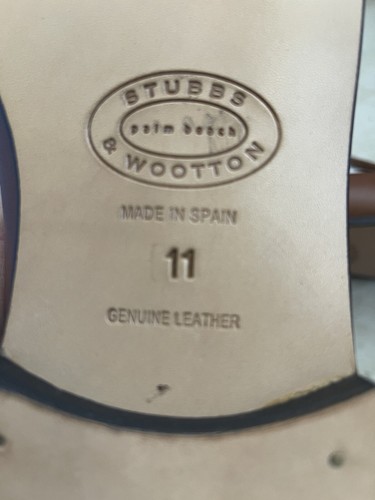 STUBBS
palm beach
& WOOTTON
MADE IN SPAIN
11
GENUINE LEATHER